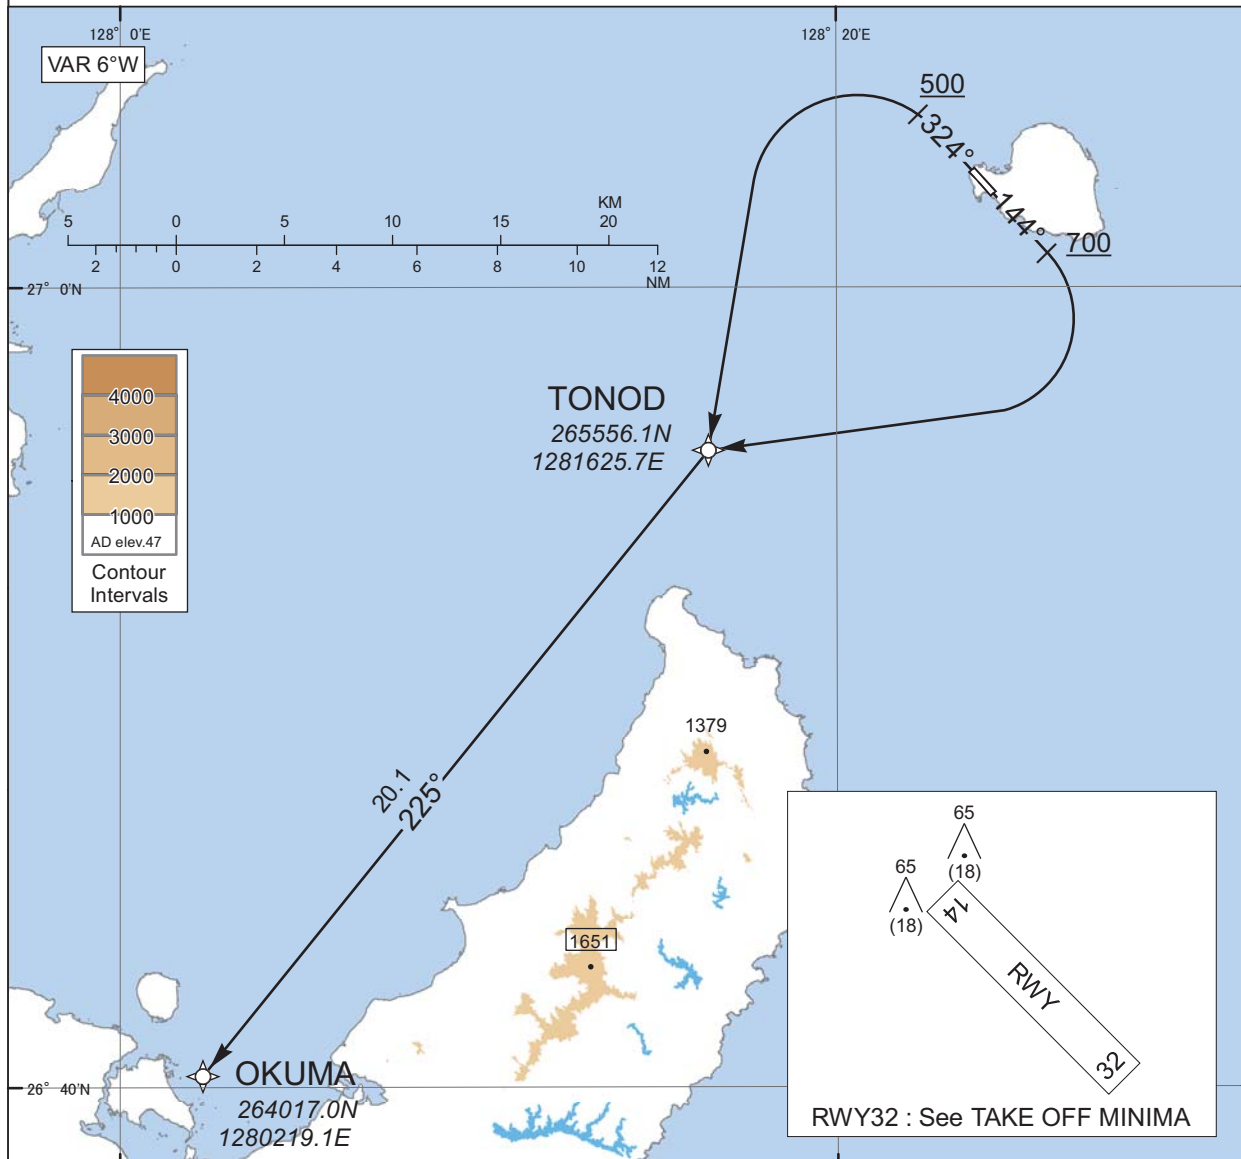 128° 0'E
128° 20'E
VAR 6°W
500
324°
144°
700
KM
5 0 5 10 15 20
2 0 2 4 6 8 10 12
NM
27° 0'N
4000
3000
2000
1000
AD elev.47
Contour
Intervals
TONOD
265556.1N
1281625.7E
20.1
225°
1379
1651
OKUMA
264017.0N
1280219.1E
26° 40'N
65
(18)
65
(18)
14
RWY
32
RWY32 : See TAKE OFF MINIMA